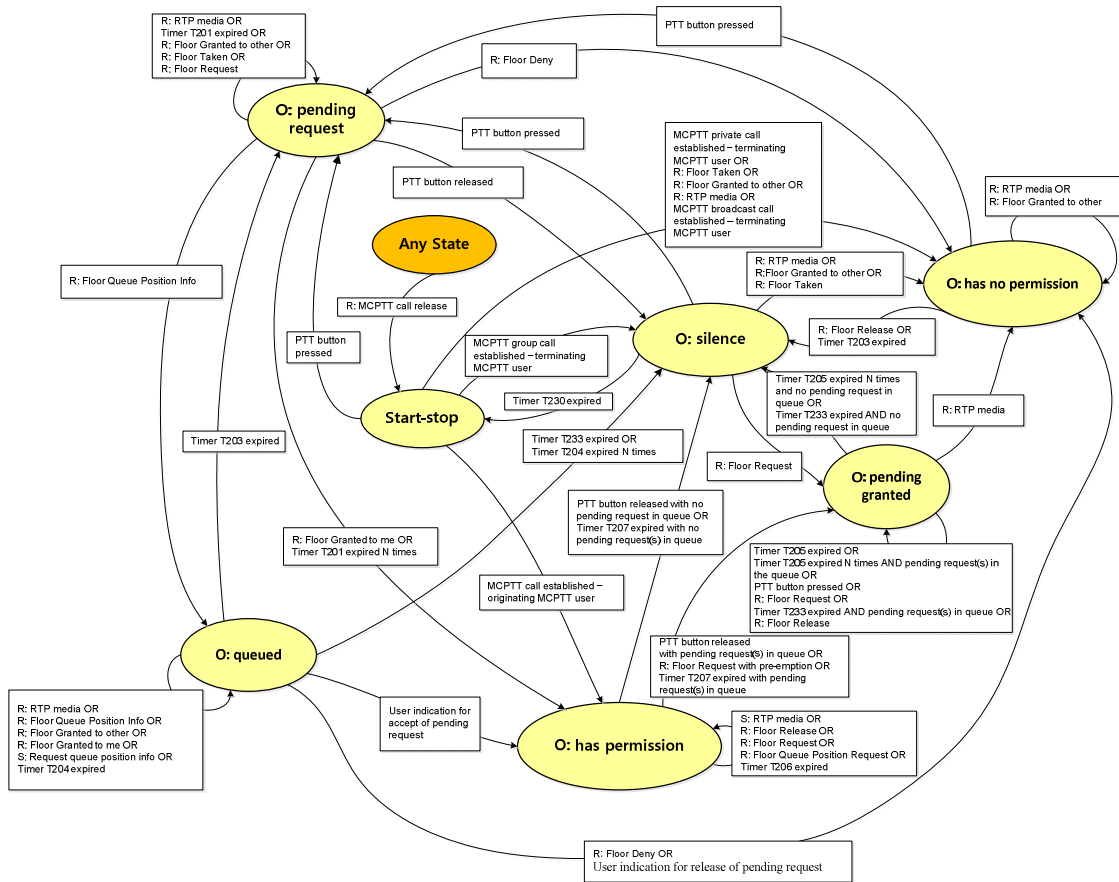 R: RTP media OR
Timer T201 expired OR
R: Floor Granted to other OR
R: Floor Taken OR
R: Floor Request
PTT button pressed
R: Floor Deny
O: pending
request
PTT button pressed
MCPTT private call
established – terminating
MCPTT user OR
R: Floor Taken OR
R: Floor Granted to other OR
R: RTP media OR
MCPTT broadcast call
established – terminating
MCPTT user
PTT button released
R: RTP media OR
R: Floor Granted to other
Any State
R: Floor Queue Position Info
R: RTP media OR
R:Floor Granted to other OR
R: Floor Taken
O: has no permission
R: MCPTT call release
PTT button
pressed
MCPTT group call
established – terminating
MCPTT user
O: silence
R: Floor Release OR
Timer T203 expired
Timer T230 expired
Timer T205 expired N times
and no pending request in
queue OR
Timer T233 expired AND no
pending request in queue
R: RTP media
Start-stop
Timer T203 expired
Timer T233 expired OR
Timer T204 expired N times
R: Floor Request
O: pending
granted
PTT button released with no
pending request in queue OR
Timer T207 expired with no
pending request(s) in queue
R: Floor Granted to me OR
Timer T201 expired N times
Timer T205 expired OR
Timer T205 expired N times AND pending request(s) in
the queue OR
PTT button pressed OR
R: Floor Request OR
Timer T233 expired AND pending request(s) in queue OR
R: Floor Release
MCPTT call established –
originating MCPTT user
O: queued
PTT button released
with pending request(s) in queue OR
R: Floor Request with pre-emption OR
Timer T207 expired with pending
request(s) in queue
R: RTP media OR
R: Floor Queue Position Info OR
R: Floor Granted to other OR
R: Floor Granted to me OR
S: Request queue position info OR
Timer T204 expired
User indication for
accept of pending
request
O: has permission
S: RTP media OR
R: Floor Release OR
R: Floor Request OR
R: Floor Queue Position Request OR
Timer T206 expired
R: Floor Deny OR
User indication for release of pending request